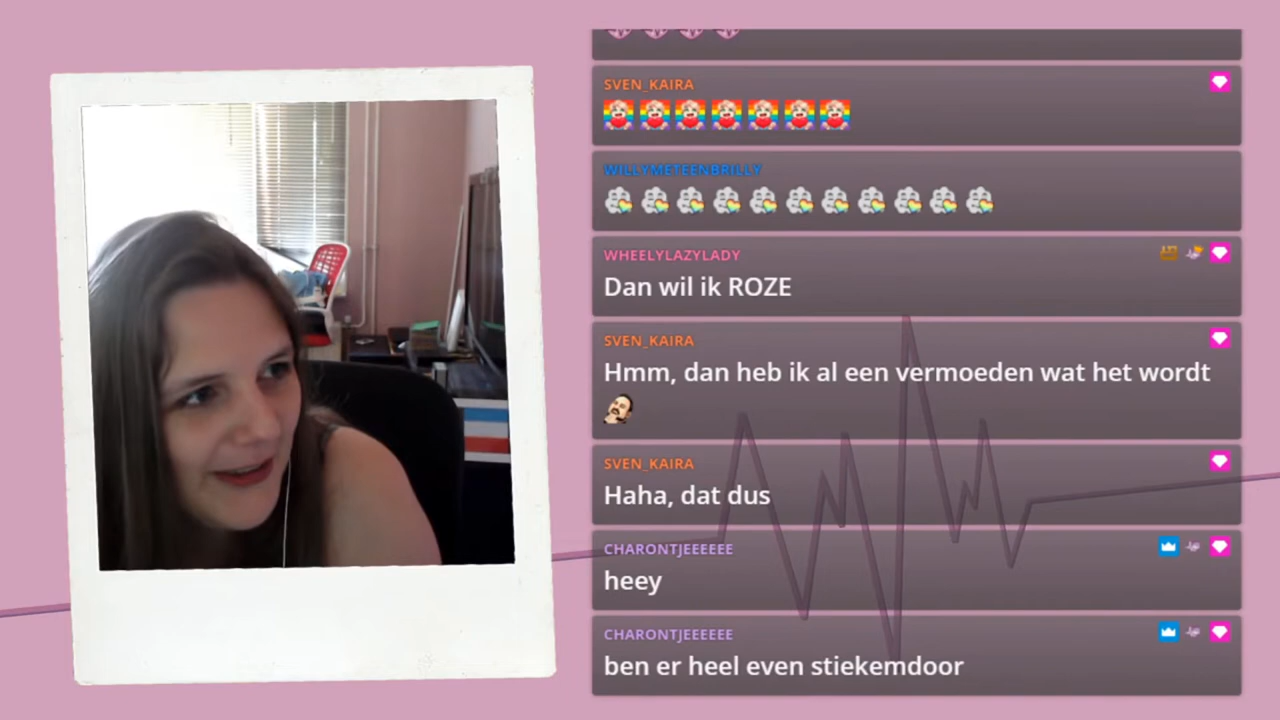 SVEN_KAIRA
WILLYMETEENBRILLY
WHEELYLAZYLADY
Dan wil ik ROZE
SVEN_KAIRA
Hmm, dan heb ik al een vermoeden wat het wordt
SVEN_KAIRA
Haha, dat dus
CHARONTJEEEEEE
heey
CHARONTJEEEEEE
ben er heel even stiekemdoor